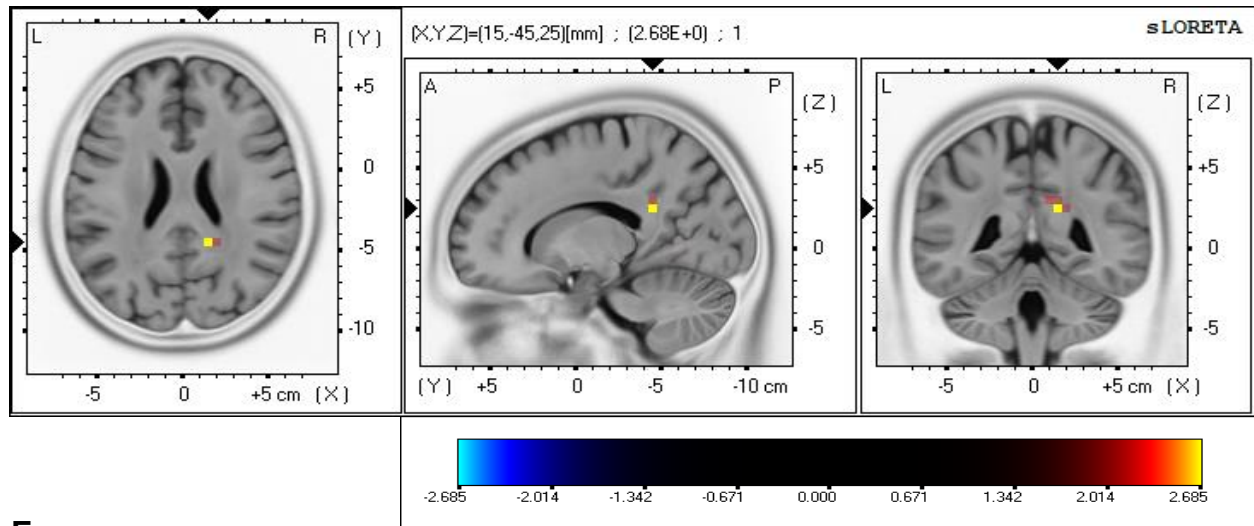 L R (Y) (X,Y,Z)=(15,-45,25)[mm] ; (2.68E+0) ; 1 sLORETA
A P (Z) L R (Z)
+5 0 -5 -10
+5 0 -5
+5 0 -5
-5 0 +5 cm (X) (Y) +5 0 -5 -10 cm -5 0 +5 cm (X)
-2.685 -2.014 -1.342 -0.671 0.000 0.671 1.342 2.014 2.685